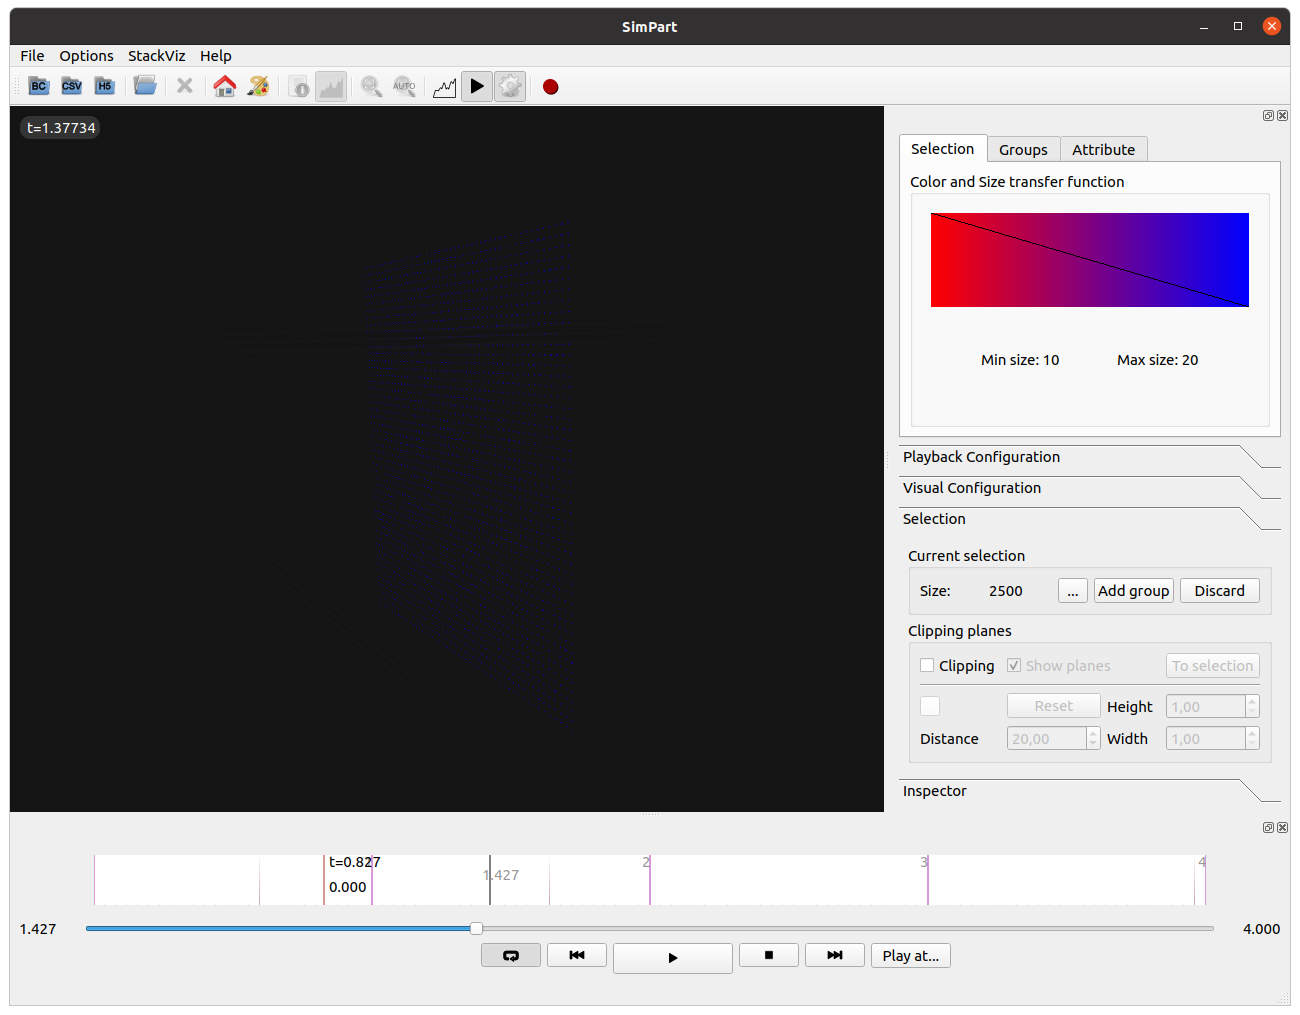 SimPart
File Options StackViz Help
BC CSV H5 AUTO
t=1.37734
Selection Groups Attribute
Color and Size transfer function
Min size: 10 Max size: 20
Playback Configuration
Visual Configuration
Selection
Current selection
Size: 2500 ... Add group Discard
Clipping planes
Clipping Show planes To selection
Reset Height 1,00
Distance 20,00 Width 1,00
Inspector
t=0.827 2 3 4
1.427
0.000
1.427 4.000
Play at...